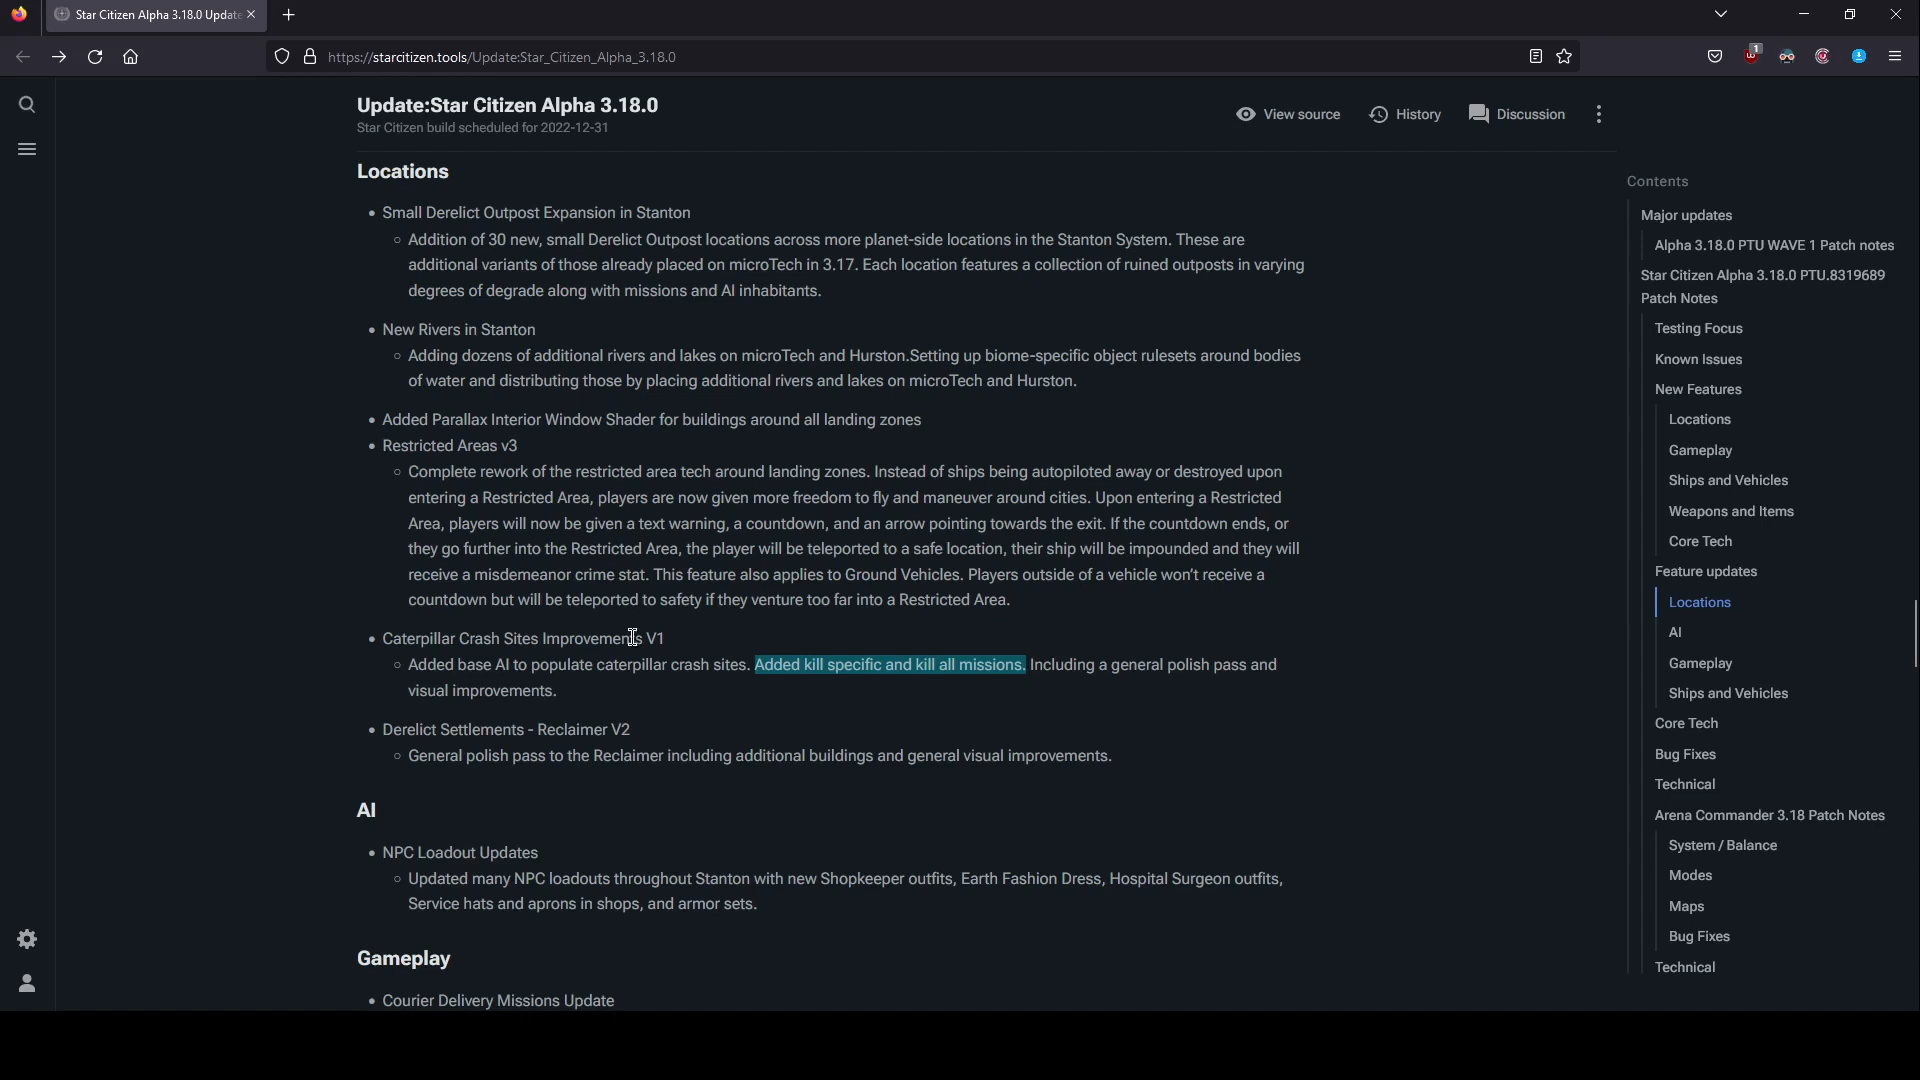 Star Citizen Alpha 3.18.0 Update
https://starcitizen.tools/Update:Star_Citizen_Alpha_3.18.0
1
Update:Star Citizen Alpha 3.18.0
Star Citizen build scheduled for 2022-12-31
View source
History
Discussion
Locations
• Small Derelict Outpost Expansion in Stanton
○ Addition of 30 new, small Derelict Outpost locations across more planet-side locations in the Stanton System. These are
additional variants of those already placed on microTech in 3.17. Each location features a collection of ruined outposts in varying
degrees of degrade along with missions and AI inhabitants.
• New Rivers in Stanton
○ Adding dozens of additional rivers and lakes on microTech and Hurston.Setting up biome-specific object rulesets around bodies
of water and distributing those by placing additional rivers and lakes on microTech and Hurston.
• Added Parallax Interior Window Shader for buildings around all landing zones
• Restricted Areas v3
○ Complete rework of the restricted area tech around landing zones. Instead of ships being autopiloted away or destroyed upon
entering a Restricted Area, players are now given more freedom to fly and maneuver around cities. Upon entering a Restricted
Area, players will now be given a text warning, a countdown, and an arrow pointing towards the exit. If the countdown ends, or
they go further into the Restricted Area, the player will be teleported to a safe location, their ship will be impounded and they will
receive a misdemeanor crime stat. This feature also applies to Ground Vehicles. Players outside of a vehicle won't receive a
countdown but will be teleported to safety if they venture too far into a Restricted Area.
• Caterpillar Crash Sites Improvements V1
○ Added base AI to populate caterpillar crash sites. Added kill specific and kill all missions. Including a general polish pass and
visual improvements.
• Derelict Settlements - Reclaimer V2
○ General polish pass to the Reclaimer including additional buildings and general visual improvements.
AI
• NPC Loadout Updates
○ Updated many NPC loadouts throughout Stanton with new Shopkeeper outfits, Earth Fashion Dress, Hospital Surgeon outfits,
Service hats and aprons in shops, and armor sets.
Gameplay
• Courier Delivery Missions Update
Contents
Major updates
Alpha 3.18.0 PTU WAVE 1 Patch notes
Star Citizen Alpha 3.18.0 PTU.8319689
Patch Notes
Testing Focus
Known Issues
New Features
Locations
Gameplay
Ships and Vehicles
Weapons and Items
Core Tech
Feature updates
Locations
AI
Gameplay
Ships and Vehicles
Core Tech
Bug Fixes
Technical
Arena Commander 3.18 Patch Notes
System / Balance
Modes
Maps
Bug Fixes
Technical